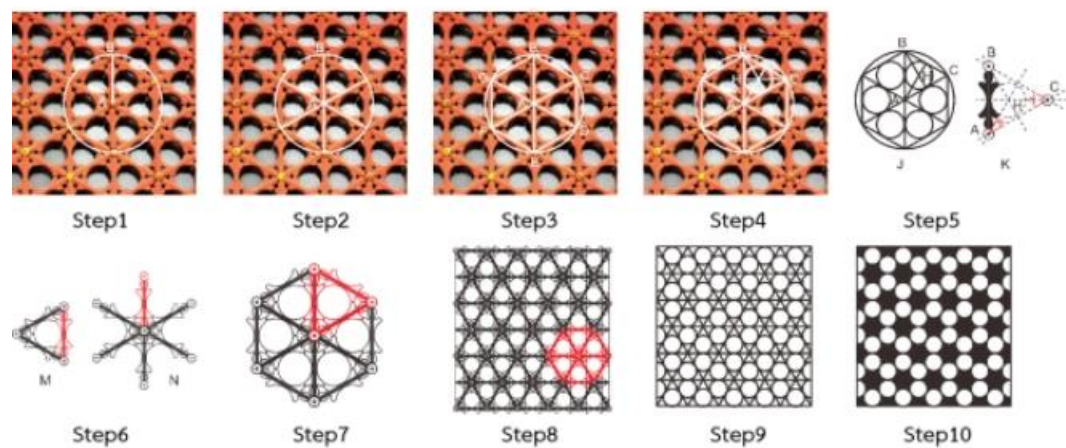 B
A
Step1
B
A
Step2
B
G
C
A
F
D
E
Step3
B
H
C
A
Step4
B
H
C
A
J
B
C
H
A
K
Step5
M
N
Step6
Step7
Step8
Step9
Step10